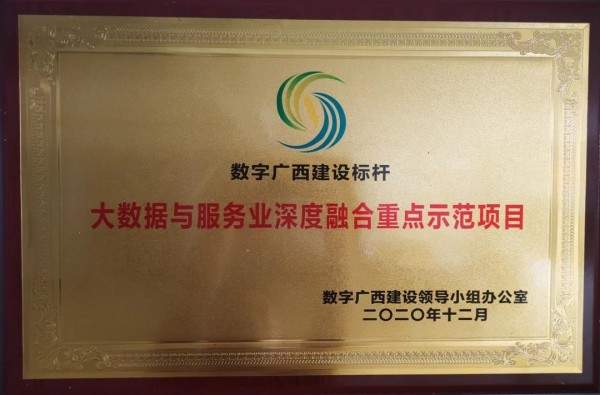 数字广西建设标杆
大数据与服务业深度融合重点示范项目
数字广西建设领导小组办公室
二〇二〇年十二月